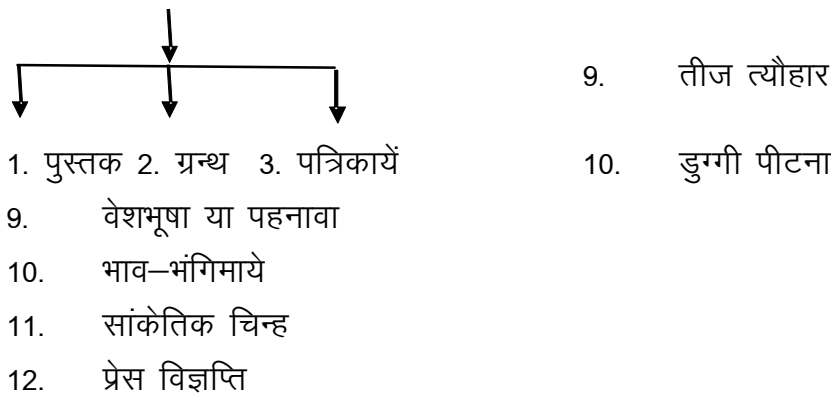 9. तीज त्यौहार
1. पुस्तक 2. ग्रन्थ 3. पत्रिकायें
10. डुग्गी पीटना
9. वेशभूषा या पहनावा
10. भाव–भंगिमाये
11. सांकेतिक चिन्ह
12. प्रेस विज्ञप्ति